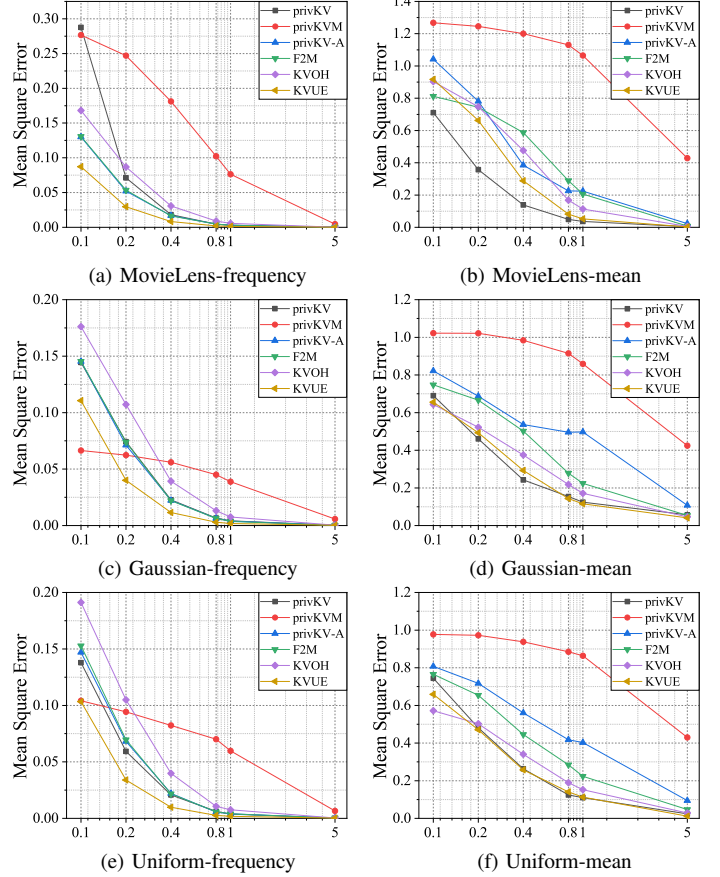 Mean Square Error
0.30
0.25
0.20
0.15
0.10
0.05
0.00
privKV
privKVM
privKV-A
F2M
KVOH
KVUE
0.1 0.2 0.4 0.8 1 5
(a) MovieLens-frequency
Mean Square Error
1.4
1.2
1.0
0.8
0.6
0.4
0.2
0.0
privKV
privKVM
privKV-A
F2M
KVOH
KVUE
0.1 0.2 0.4 0.8 1 5
(b) MovieLens-mean
Mean Square Error
0.20
0.15
0.10
0.05
0.00
privKV
privKVM
privKV-A
F2M
KVOH
KVUE
0.1 0.2 0.4 0.8 1 5
(c) Gaussian-frequency
Mean Square Error
1.2
1.0
0.8
0.6
0.4
0.2
0.0
privKV
privKVM
privKV-A
F2M
KVOH
KVUE
0.1 0.2 0.4 0.8 1 5
(d) Gaussian-mean
Mean Square Error
0.20
0.15
0.10
0.05
0.00
privKV
privKVM
privKV-A
F2M
KVOH
KVUE
0.1 0.2 0.4 0.8 1 5
(e) Uniform-frequency
Mean Square Error
1.2
1.0
0.8
0.6
0.4
0.2
0.0
privKV
privKVM
privKV-A
F2M
KVOH
KVUE
0.1 0.2 0.4 0.8 1 5
(f) Uniform-mean